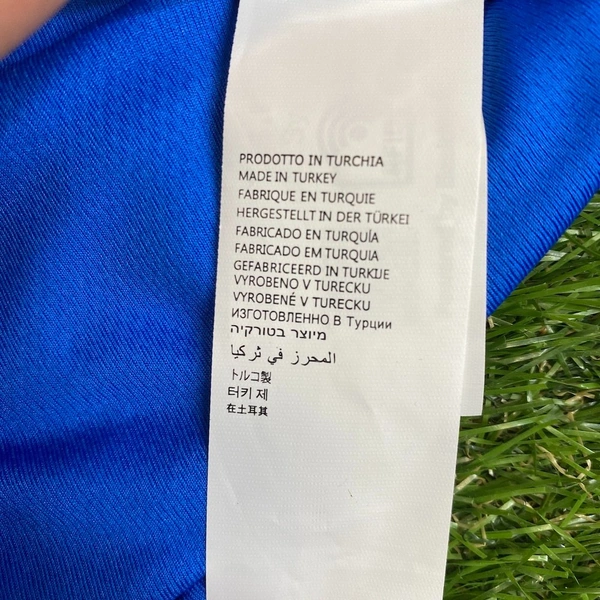 PRODOTTO IN TURCHIA
MADE IN TURKEY
FABRIQUE EN TURQUIE
HERGESTELLT IN DER TÜRKEI
FABRICADO EN TURQUÍA
FABRICADO EM TURQUIA
GEFABRICEERD IN TURKIJE
VYROBENO V TURECKU
VYROBENÉ V TURECKU
ИЗГОТОВЛЕННО В Турции
מיוצר בטורקיה
المحرز في تركيا
トルコ製
터키 제
在土耳其